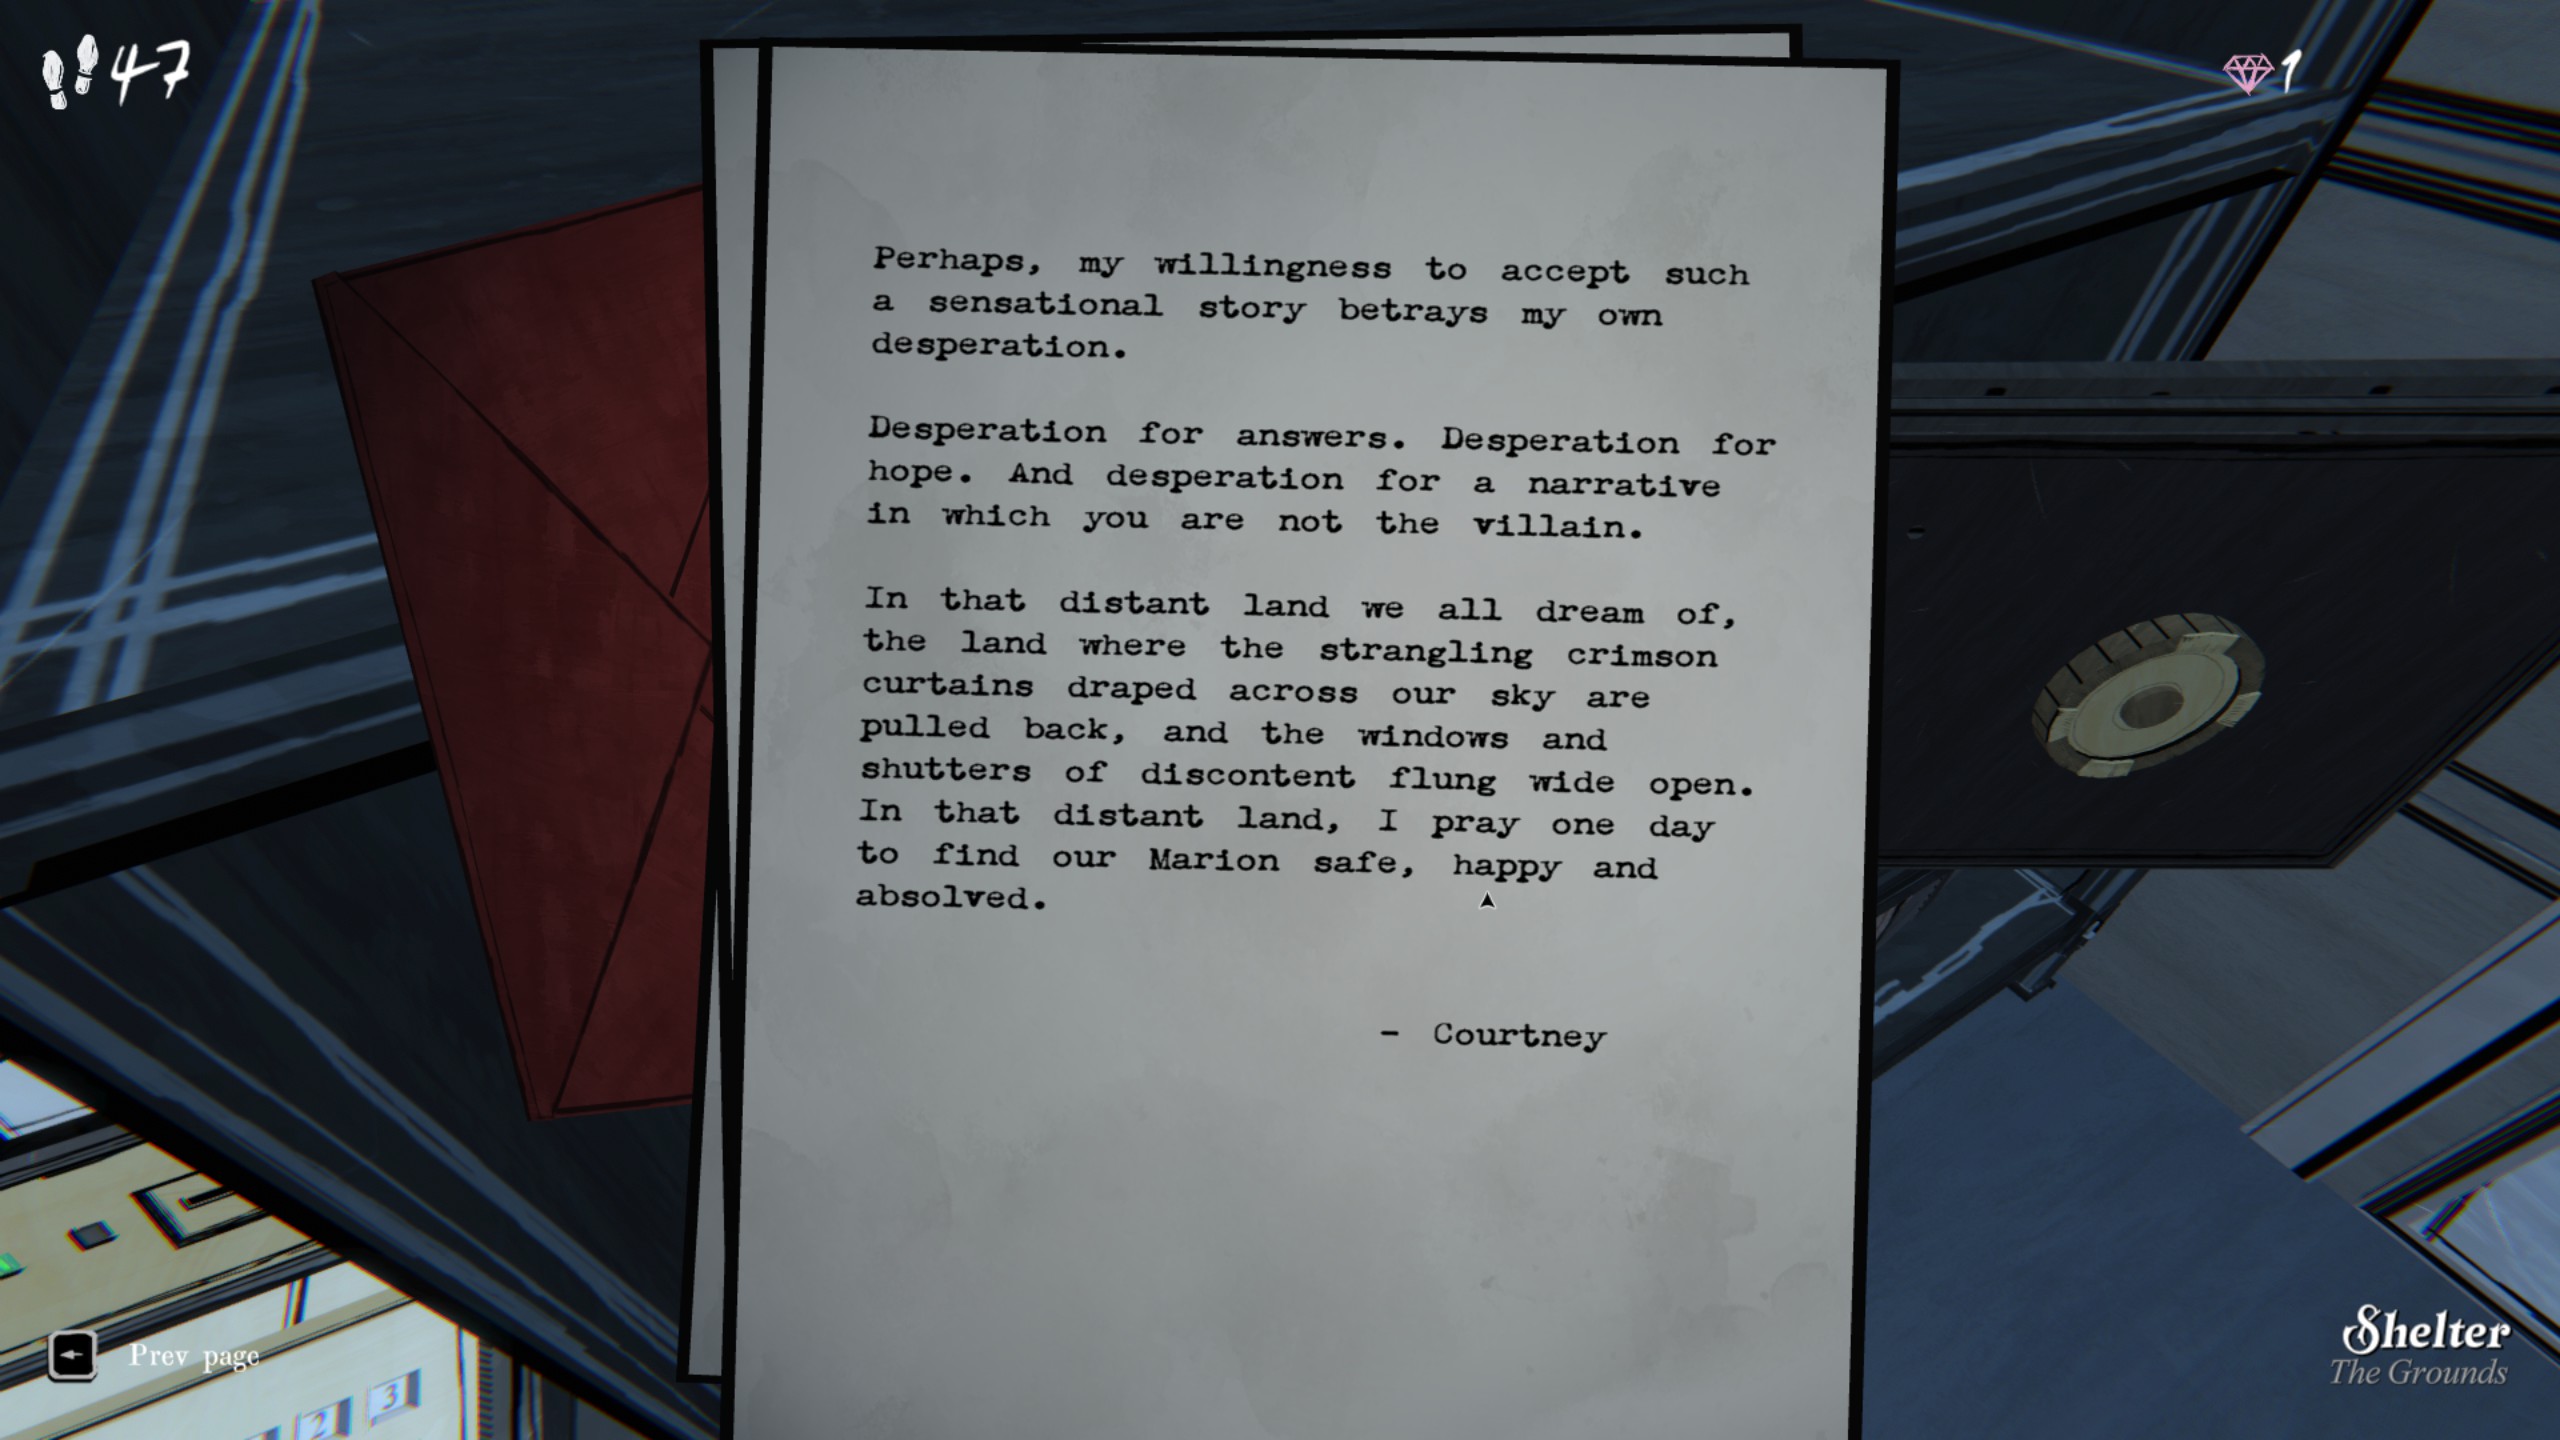 47
1
Perhaps, my willingness to accept such
a sensational story betrays my own
desperation.
Desperation for answers. Desperation for
hope. And desperation for a narrative
in which you are not the villain.
In that distant land we all dream of,
the land where the strangling crimson
curtains draped across our sky are
pulled back, and the windows and
shutters of discontent flung wide open.
In that distant land, I pray one day
to find our Marion safe, happy and
absolved.
- Courtney
Prev page
2 3
Shelter
The Grounds